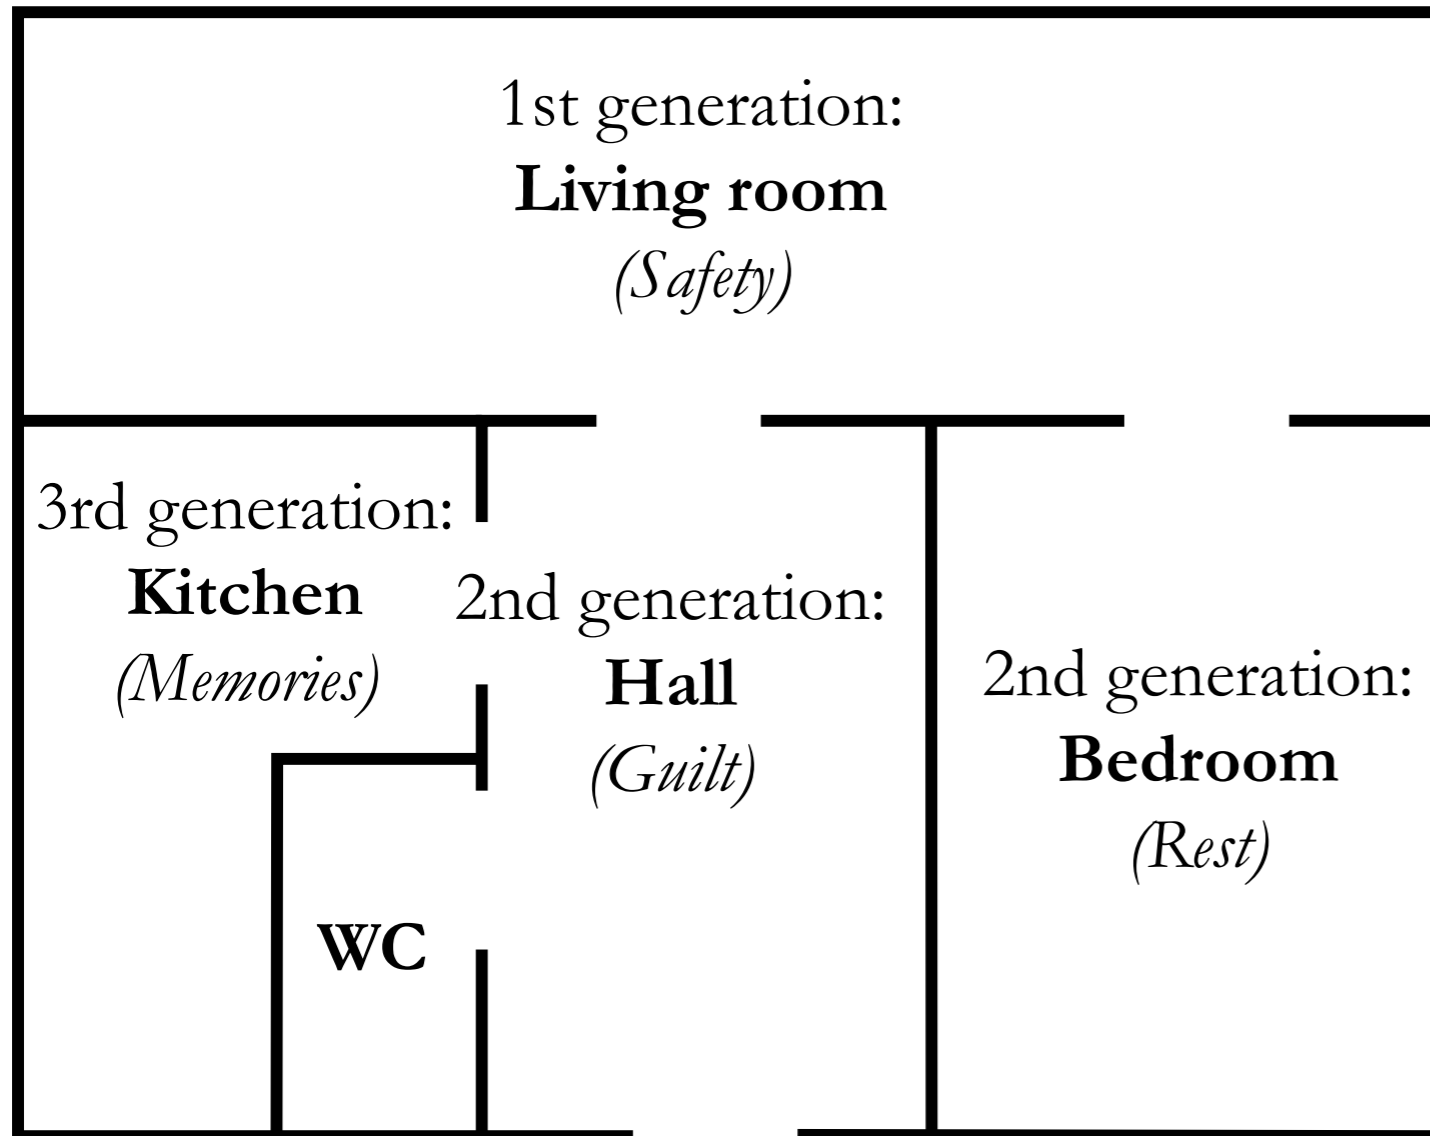 1st generation:
Living room
(Safety)
3rd generation:
Kitchen
(Memories)
2nd generation:
Hall
(Guilt)
2nd generation:
Bedroom
(Rest)
WC